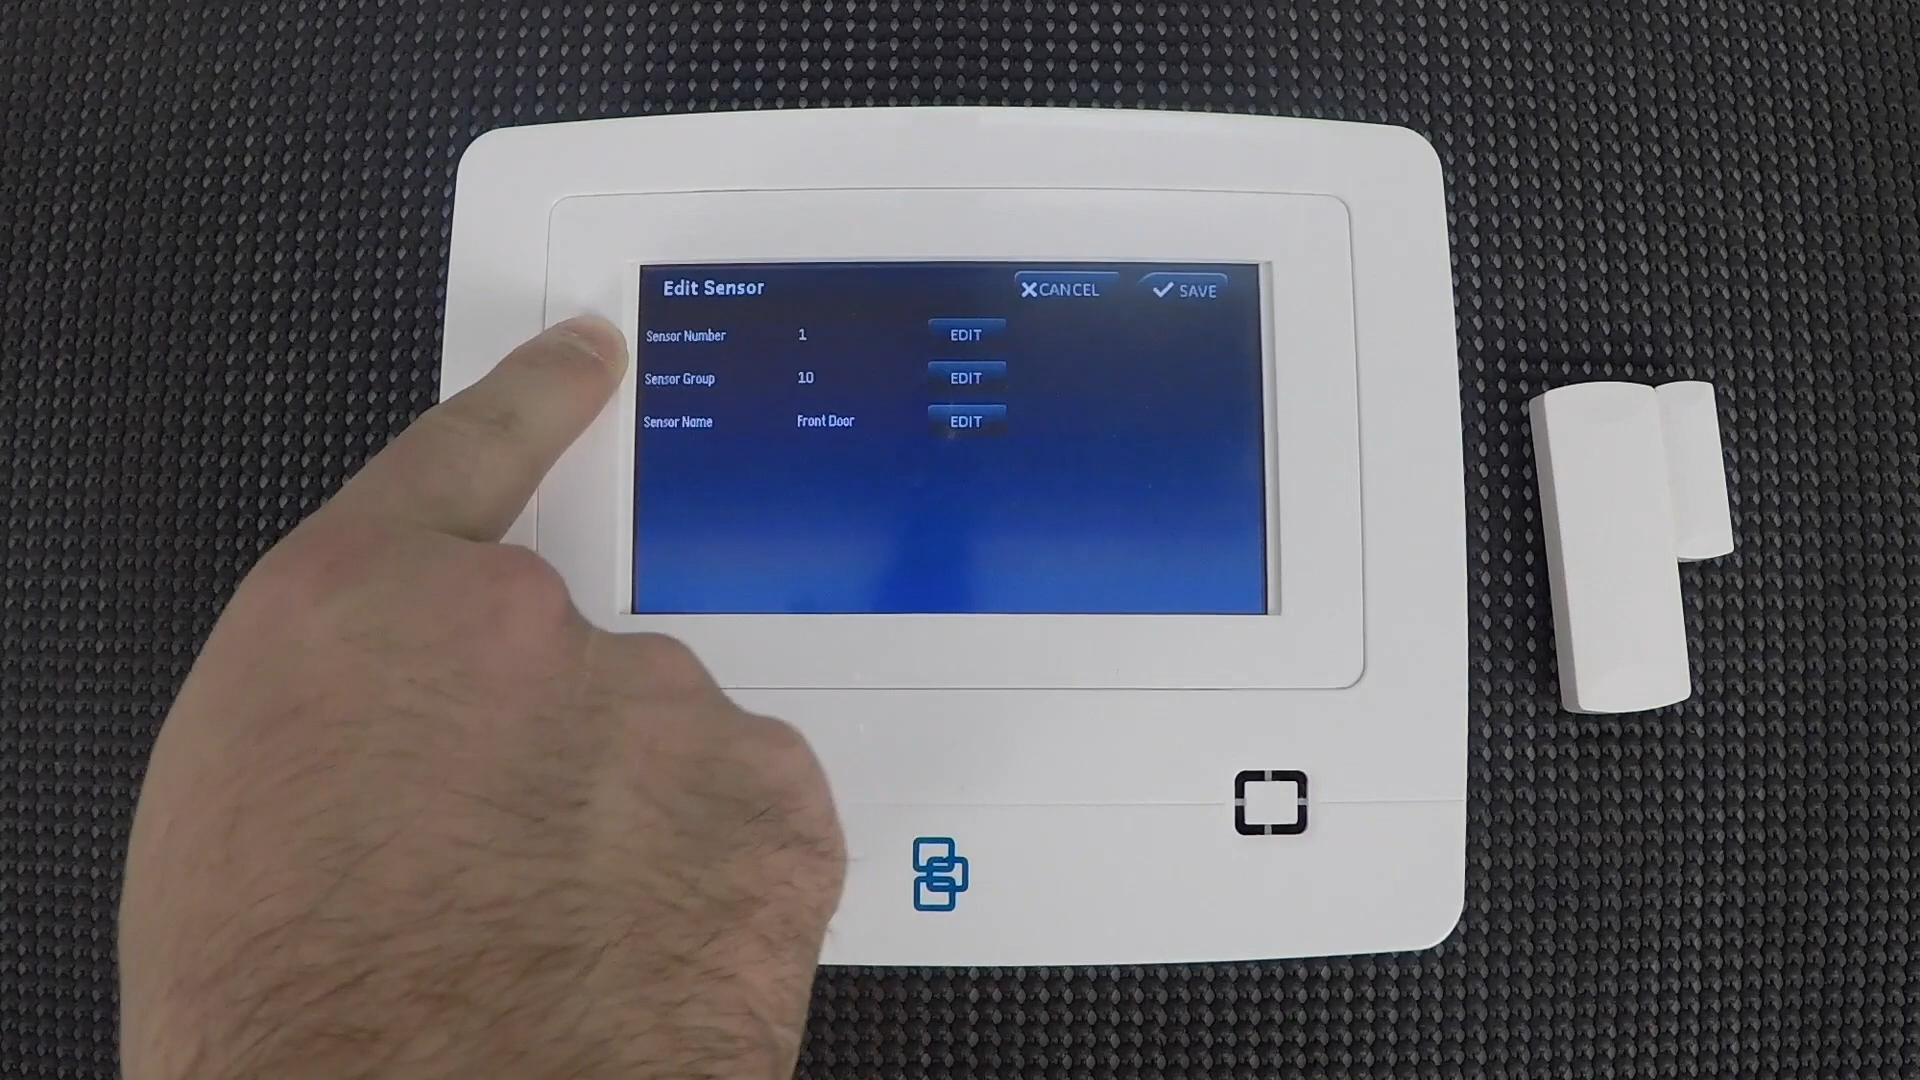 Edit Sensor
CANCEL
SAVE
Sensor Number 1 EDIT
Sensor Group 10 EDIT
Sensor Name Front Door EDIT